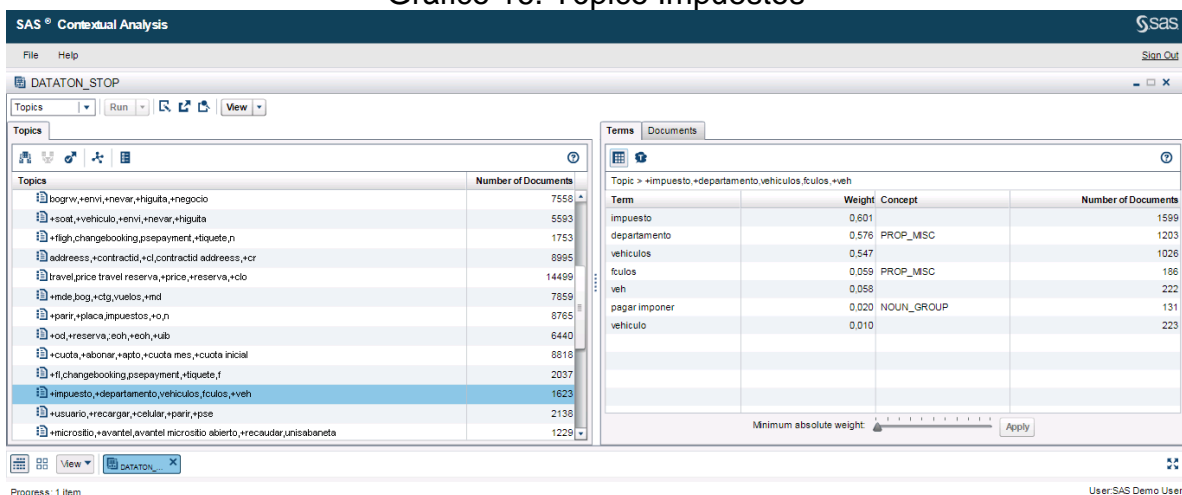 Gráfico 10. Tópico Impuestos
SAS ® Contextual Analysis
sas
File Help Sign Out
DATATON_STOP
Topics Run View
Topics
Topics Number of Documents
bogrw,+envi,+nevar,+higuita,+negocio 7558
+soat,+vehiculo,+envi,+nevar,+higuita 5593
+fligh,changebooking,psepayment,+tiquete,n 1753
addreess,+contractid,+cl,contractid addreess,+cr 8995
travel,price travel reserva,+price,+reserva,+clo 14499
+mde,bog,+ctg,vuelos,+md 7859
+parir,+placa,impuestos,+o,n 8765
+od,+reserva,:eoh,+eoh,+uib 6440
+cuota,+abonar,+apto,+cuota mes,+cuota inicial 8818
+fl,changebooking,psepayment,+tiquete,f 2037
+impuesto,+departamento,vehiculos,fculos,+veh 1623
+usuario,+recargar,+celular,+parir,+pse 2138
+micrositio,+avantel,avantel micrositio abierto,+recaudar,unisabaneta 1229
Terms Documents
Topic > +impuesto,+departamento,vehiculos,fculos,+veh
Term Weight Concept Number of Documents
impuesto 0,601 1599
departamento 0,576 PROP_MISC 1203
vehiculos 0,547 1026
fculos 0,059 PROP_MISC 186
veh 0,058 222
pagar imponer 0,020 NOUN_GROUP 131
vehiculo 0,010 223
Minimum absolute weight: Apply
View DATATON_...
Progress: 1 item User:SAS Demo User